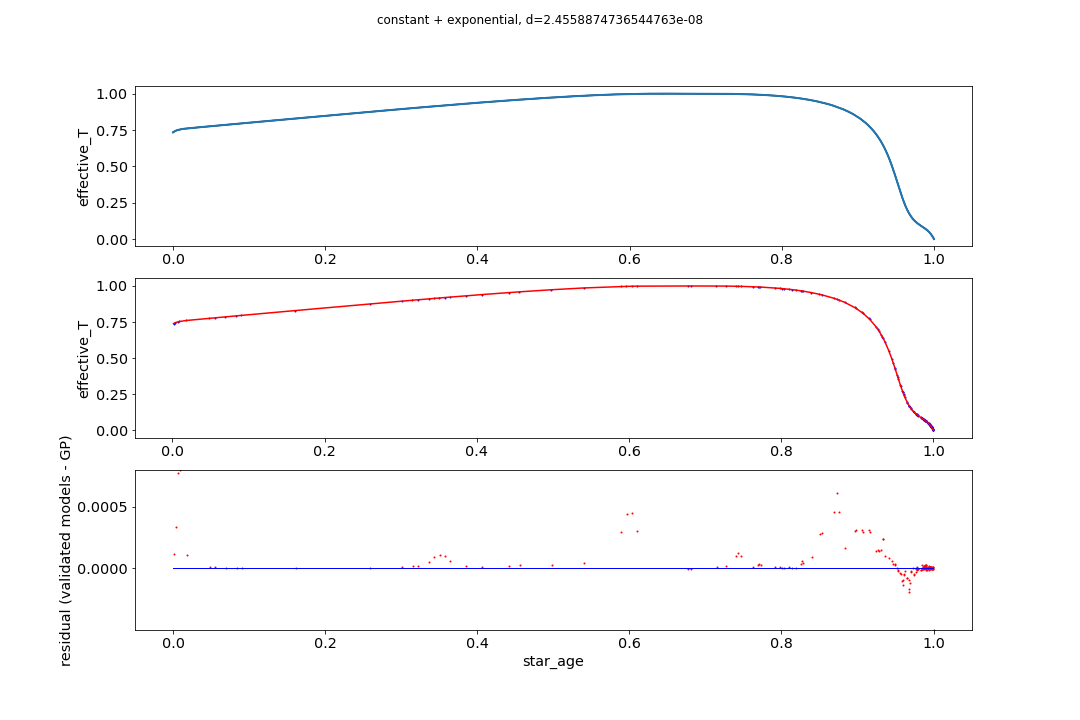 constant + exponential, d=2.4558874736544763e-08
effective_T
1.00
0.75
0.50
0.25
0.00
0.0 0.2 0.4 0.6 0.8 1.0
effective_T
1.00
0.75
0.50
0.25
0.00
0.0 0.2 0.4 0.6 0.8 1.0
residual (validated models - GP)
0.0005
0.0000
0.0 0.2 0.4 0.6 0.8 1.0
star_age